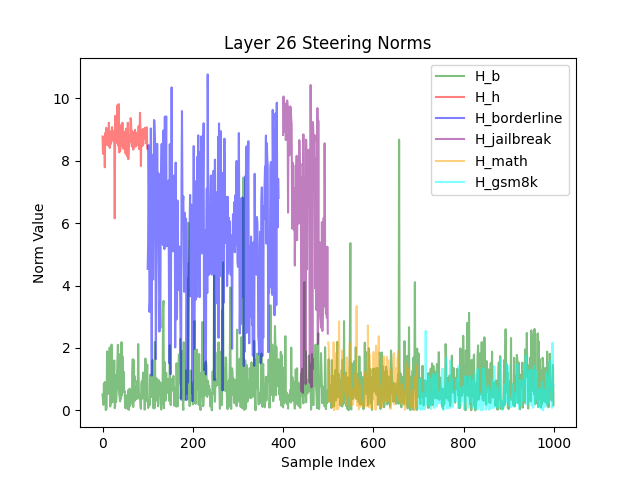 Layer 26 Steering Norms
H_b
H_h
H_borderline
H_jailbreak
H_math
H_gsm8k
Norm Value
10
8
6
4
2
0
0 200 400 600 800 1000
Sample Index